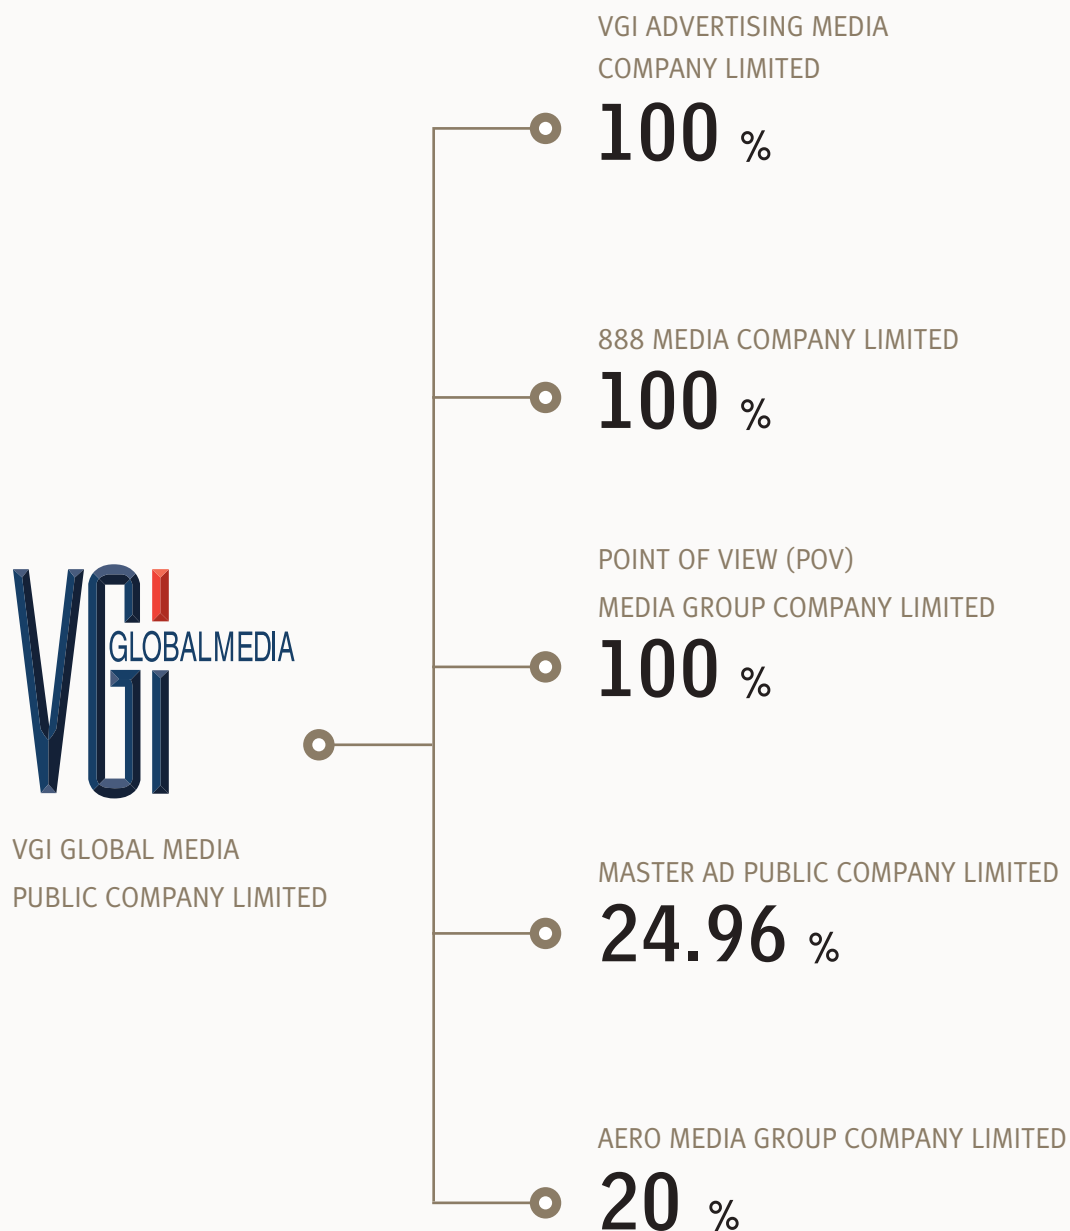 VGI ADVERTISING MEDIA
COMPANY LIMITED
100 %
888 MEDIA COMPANY LIMITED
100 %
POINT OF VIEW (POV)
MEDIA GROUP COMPANY LIMITED
100 %
VGI
GLOBALMEDIA
VGI GLOBAL MEDIA
PUBLIC COMPANY LIMITED
MASTER AD PUBLIC COMPANY LIMITED
24.96 %
AERO MEDIA GROUP COMPANY LIMITED
20 %